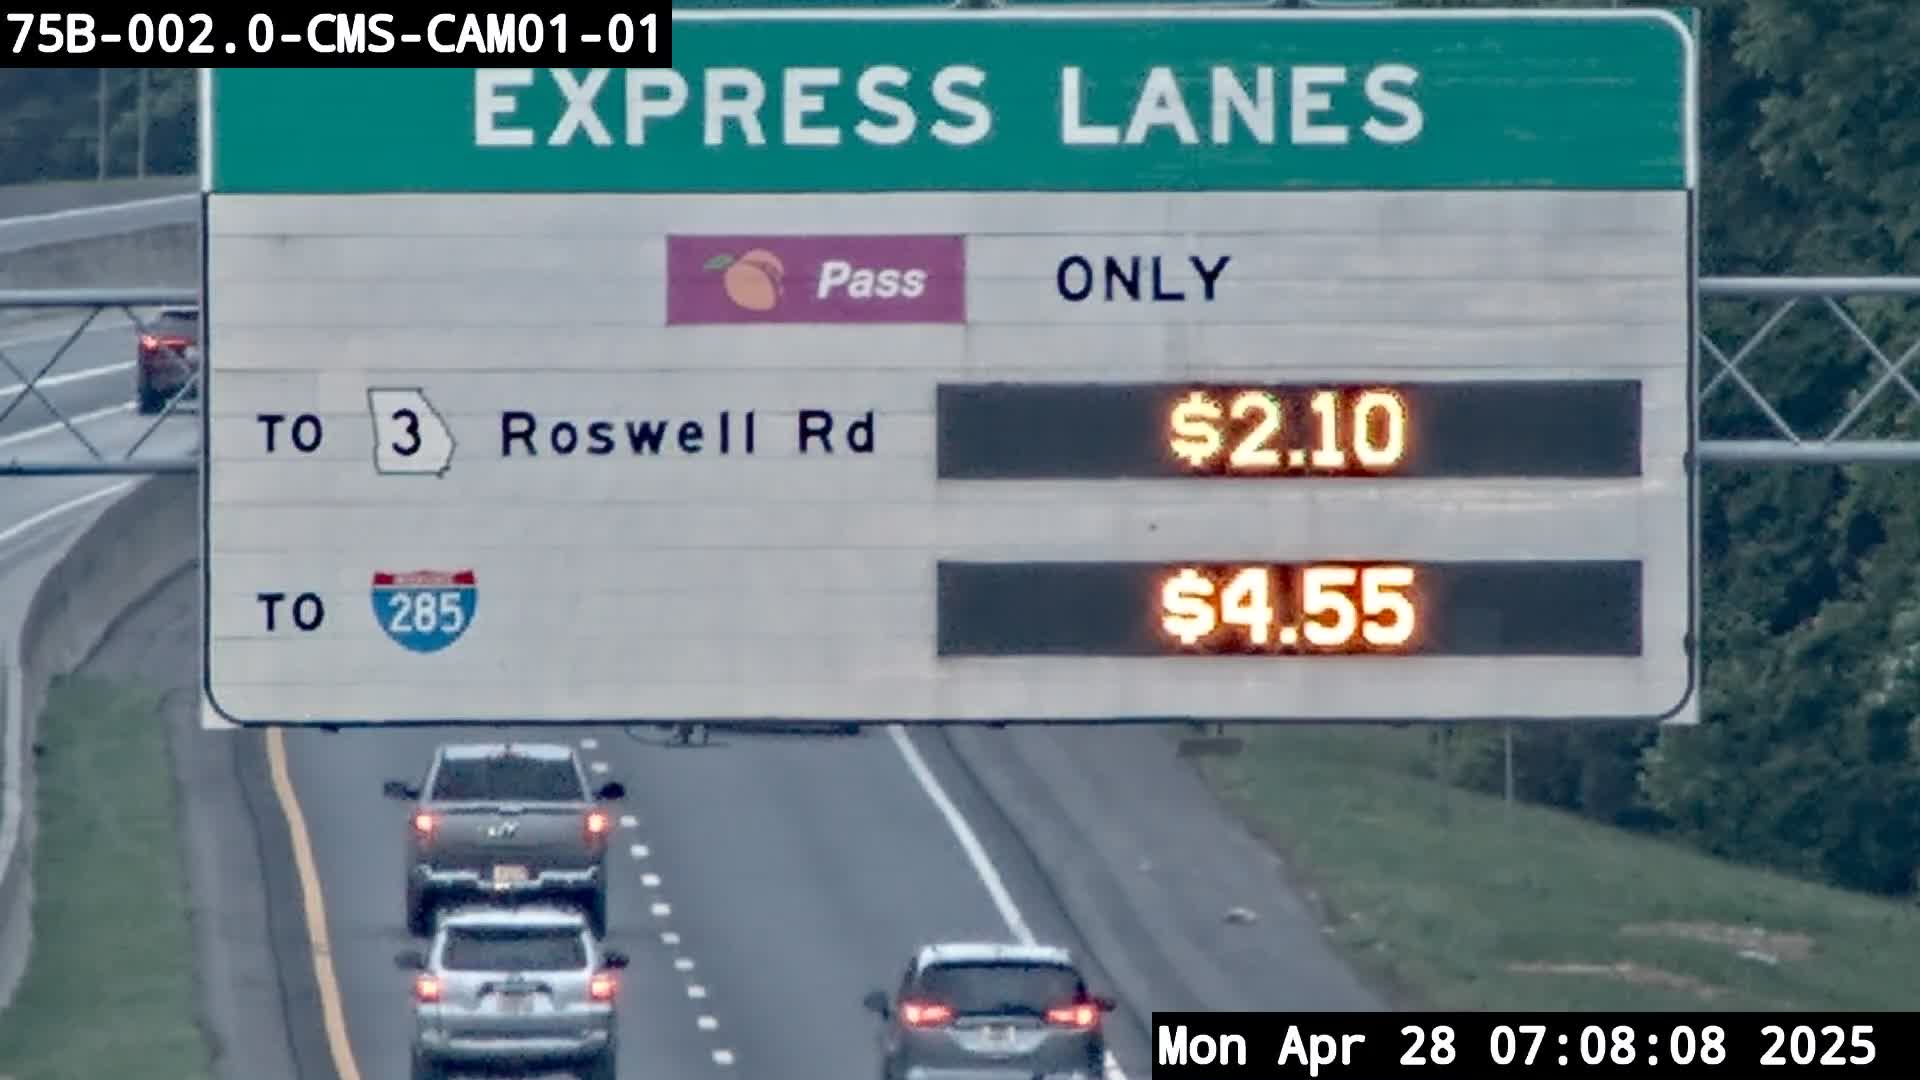 75B-002.0-CMS-CAM01-01
EXPRESS LANES
Pass ONLY
TO 3 Roswell Rd $2.10
TO 285 $4.55
Mon Apr 28 07:08:08 2025